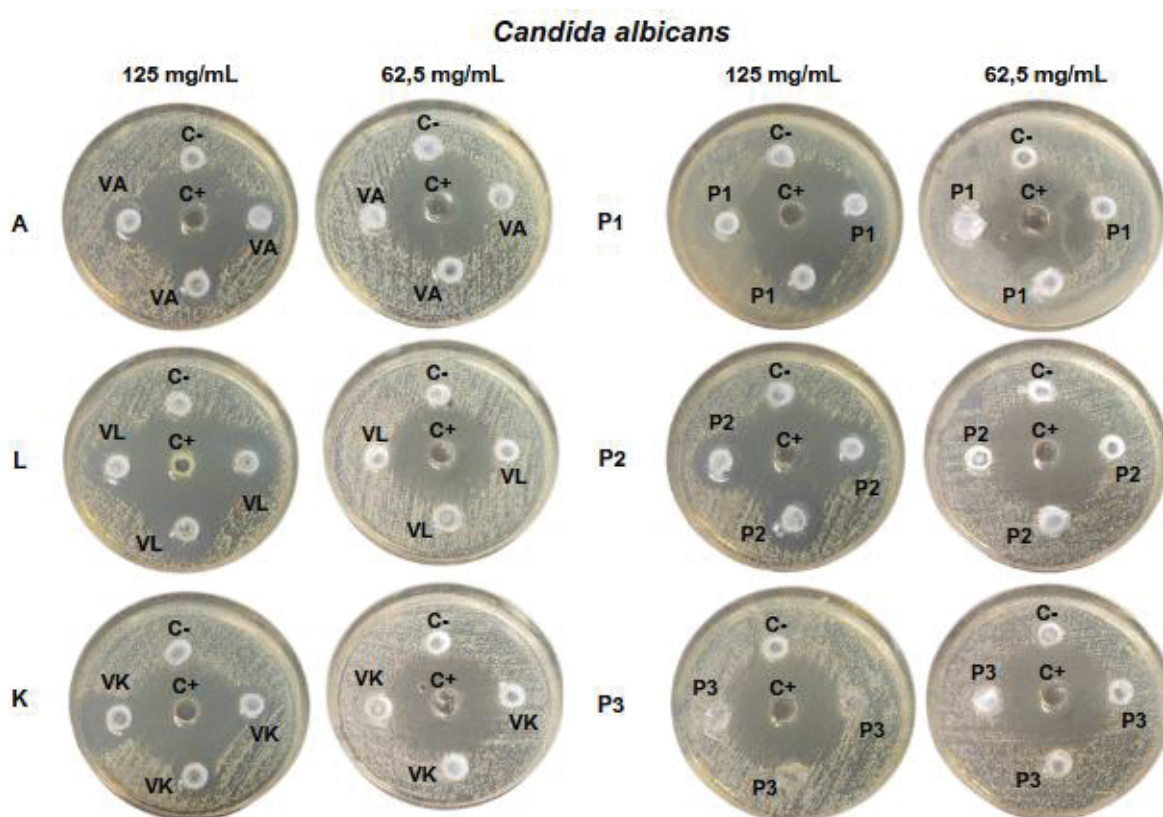 Candida albicans
125 mg/mL 62,5 mg/mL 125 mg/mL 62,5 mg/mL
C- C- C- C-
VA C+ VA C+ P1 C+ P1 C+
A P1
VA VA P1 P1
VA VA P1 P1
C- C- C- C-
VL C+ VL C+ P2 C+ P2 C+
L P2
VL VL P2 P2
VL VL P2 P2
C- C- C- C-
VK C+ VK C+ P3 C+ P3 C+
K P3
VK VK P3 P3
VK VK P3 P3